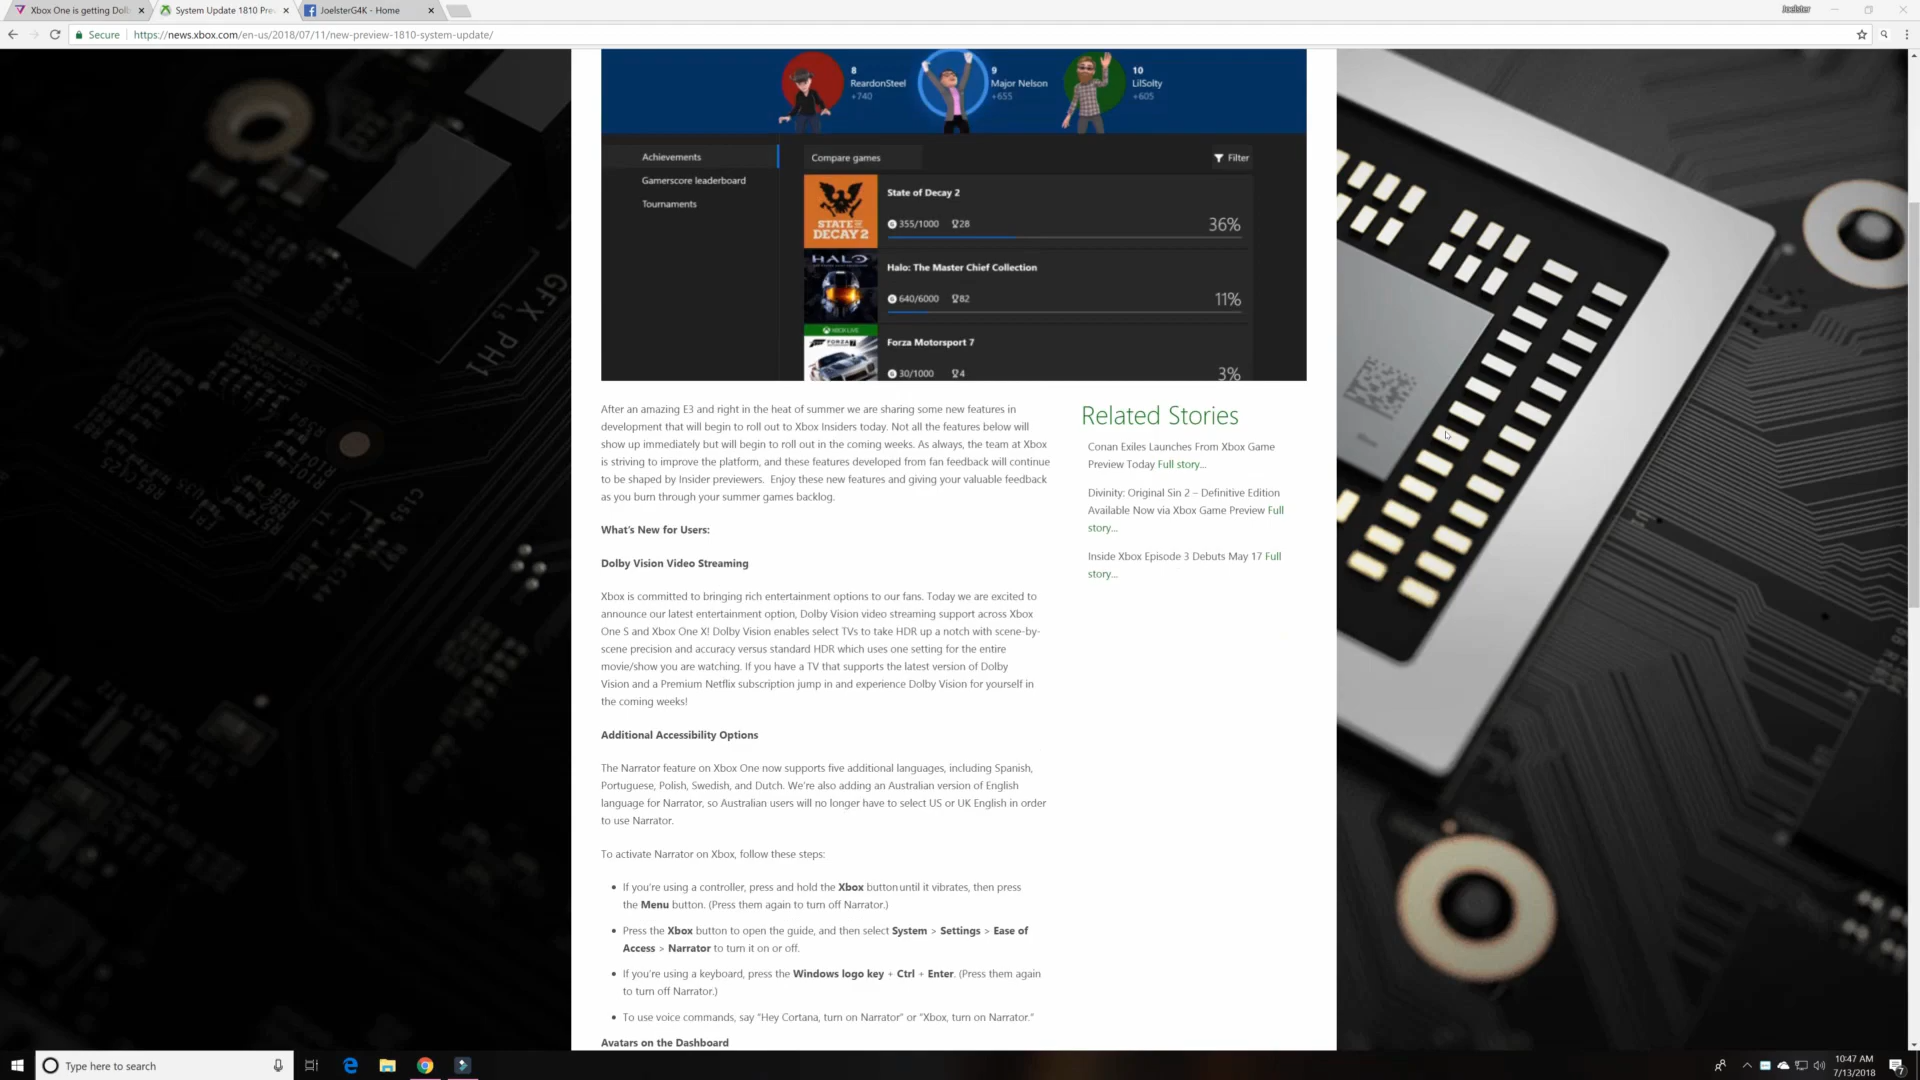 Xbox One is getting Dolb
System Update 1810 Pre
JoelsterG4K - Home
Joelster
Secure
https://news.xbox.com/en-us/2018/07/11/new-preview-1810-system-update/
8
ReardonSteel
+740
9
Major Nelson
+655
10
LilSolty
+605
Achievements
Gamerscore leaderboard
Tournaments
Compare games
Filter
STATE OF
DECAY 2
State of Decay 2
355/1000 28
36%
HALO
Halo: The Master Chief Collection
640/6000 82
11%
XBOX LIVE
FORZA
Forza Motorsport 7
30/1000 4
3%
After an amazing E3 and right in the heat of summer we are sharing some new features in
development that will begin to roll out to Xbox Insiders today. Not all the features below will
show up immediately but will begin to roll out in the coming weeks. As always, the team at Xbox
is striving to improve the platform, and these features developed from fan feedback will continue
to be shaped by Insider previewers. Enjoy these new features and giving your valuable feedback
as you burn through your summer games backlog.
What's New for Users:
Dolby Vision Video Streaming
Xbox is committed to bringing rich entertainment options to our fans. Today we are excited to
announce our latest entertainment option, Dolby Vision video streaming support across Xbox
One S and Xbox One X! Dolby Vision enables select TVs to take HDR up a notch with scene-by-
scene precision and accuracy versus standard HDR which uses one setting for the entire
movie/show you are watching. If you have a TV that supports the latest version of Dolby
Vision and a Premium Netflix subscription jump in and experience Dolby Vision for yourself in
the coming weeks!
Additional Accessibility Options
The Narrator feature on Xbox One now supports five additional languages, including Spanish,
Portuguese, Polish, Swedish, and Dutch. We're also adding an Australian version of English
language for Narrator, so Australian users will no longer have to select US or UK English in order
to use Narrator.
To activate Narrator on Xbox, follow these steps:
• If you're using a controller, press and hold the Xbox button until it vibrates, then press
the Menu button. (Press them again to turn off Narrator.)
• Press the Xbox button to open the guide, and then select System > Settings > Ease of
Access > Narrator to turn it on or off.
• If you're using a keyboard, press the Windows logo key + Ctrl + Enter. (Press them again
to turn off Narrator.)
• To use voice commands, say “Hey Cortana, turn on Narrator” or “Xbox, turn on Narrator.”
Avatars on the Dashboard
Related Stories
Conan Exiles Launches From Xbox Game
Preview Today Full story...
Divinity: Original Sin 2 – Definitive Edition
Available Now via Xbox Game Preview Full
story...
Inside Xbox Episode 3 Debuts May 17 Full
story...
GFX PH1
Type here to search
10:47 AM
7/13/2018
7